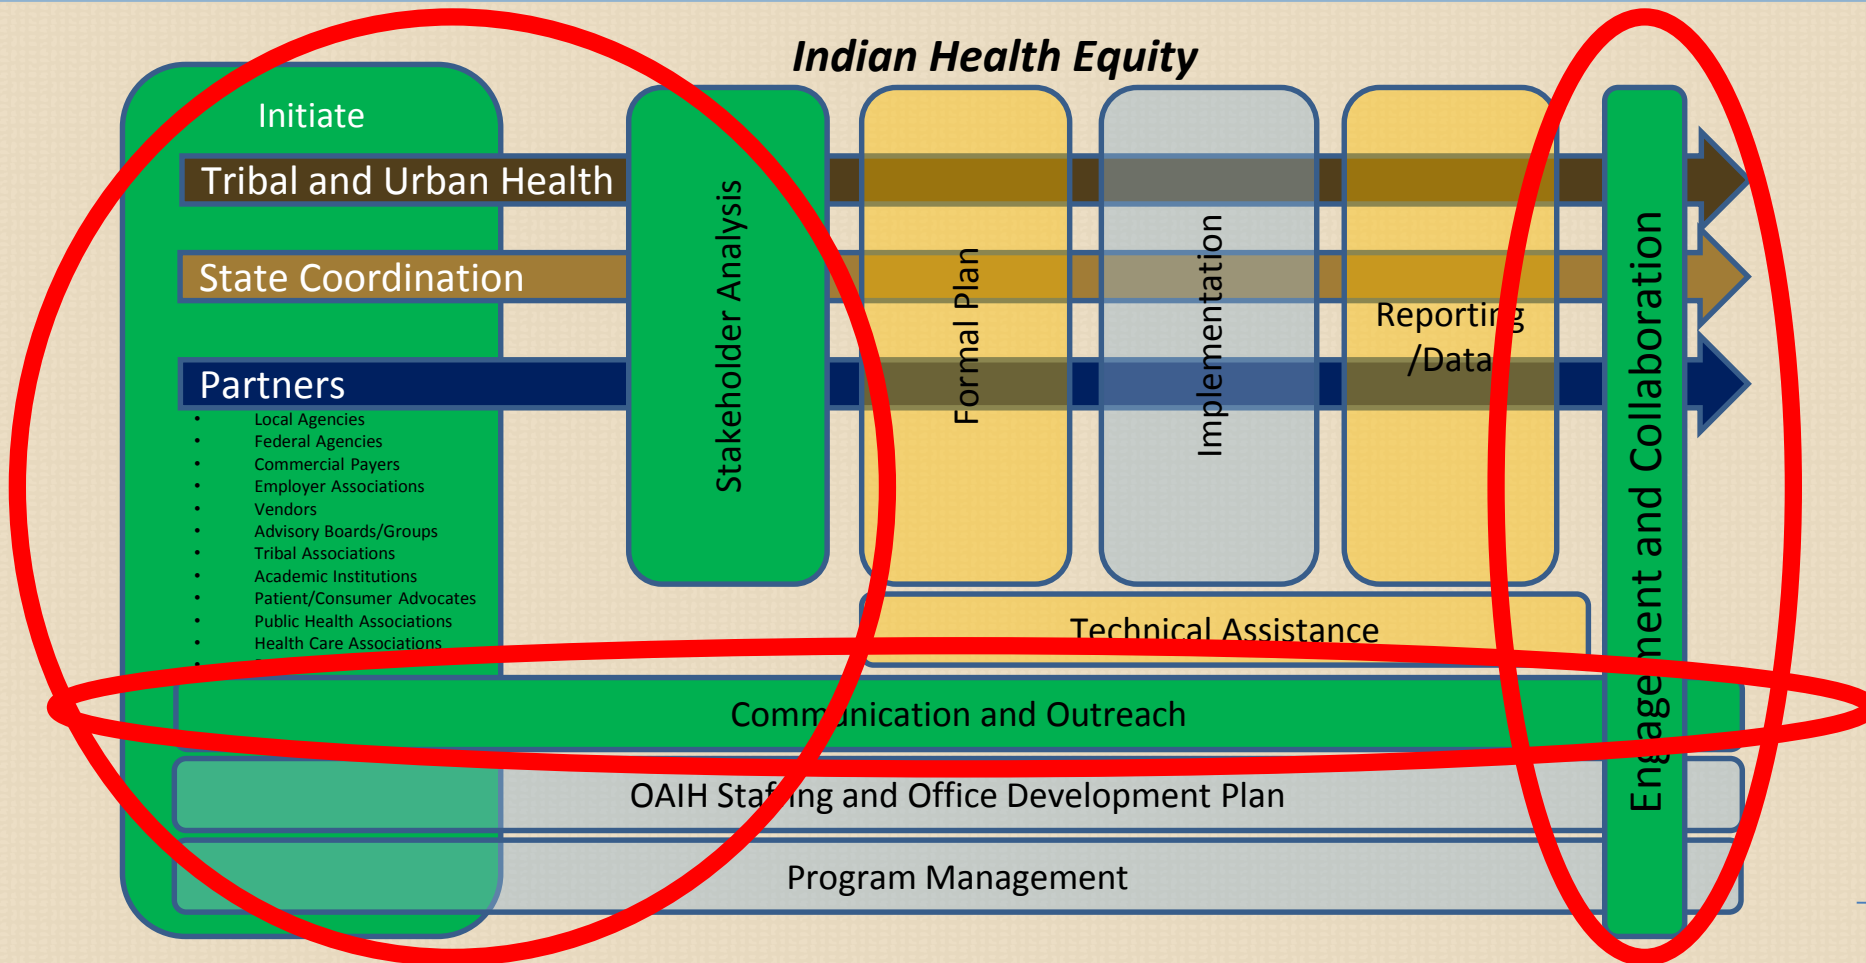 Indian Health Equity
Initiate
Tribal and Urban Health
State Coordination
Partners
• Local Agencies
• Federal Agencies
• Commercial Payers
• Employer Associations
• Vendors
• Advisory Boards/Groups
• Tribal Associations
• Academic Institutions
• Patient/Consumer Advocates
• Public Health Associations
• Health Care Associations
Stakeholder Analysis
Formal Plan
Implementation
Reporting
/Data
Engagement and Collaboration
Technical Assistance
Communication and Outreach
OAIH Staffing and Office Development Plan
Program Management